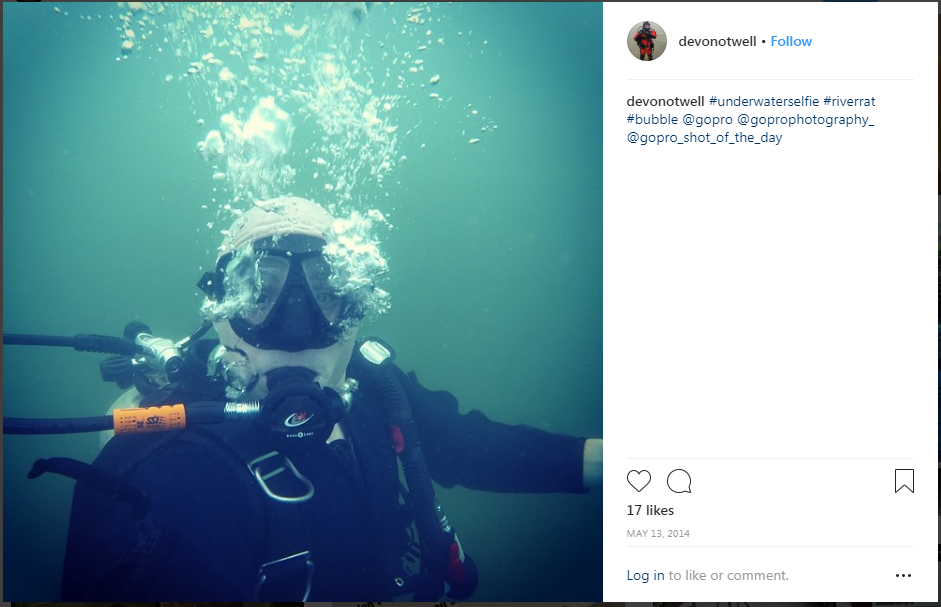 devonotwell • Follow
devonotwell #underwaterselfie #riverrat
#bubble @gopro @goprophotography_
@gopro_shot_of_the_day
SSI
17 likes
MAY 13, 2014
Log in to like or comment.